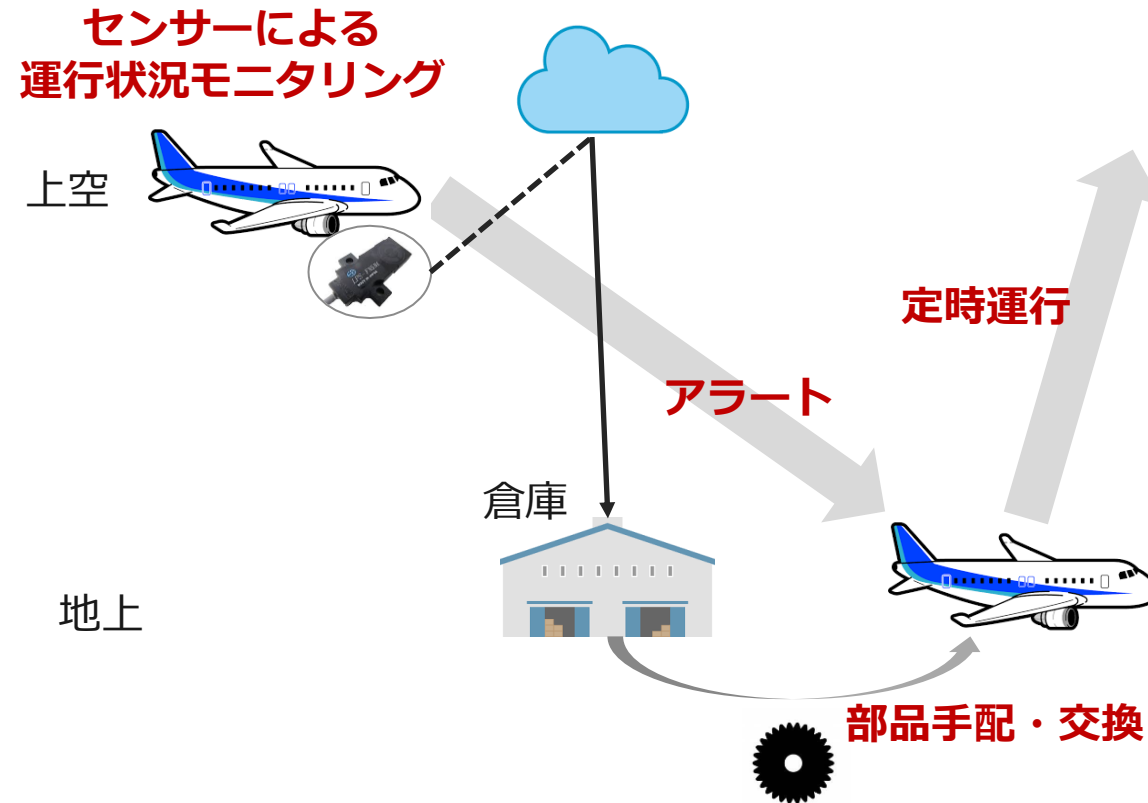 センサーによる
運行状況モニタリング
上空
定時運行
アラート
倉庫
地上
部品手配・交換